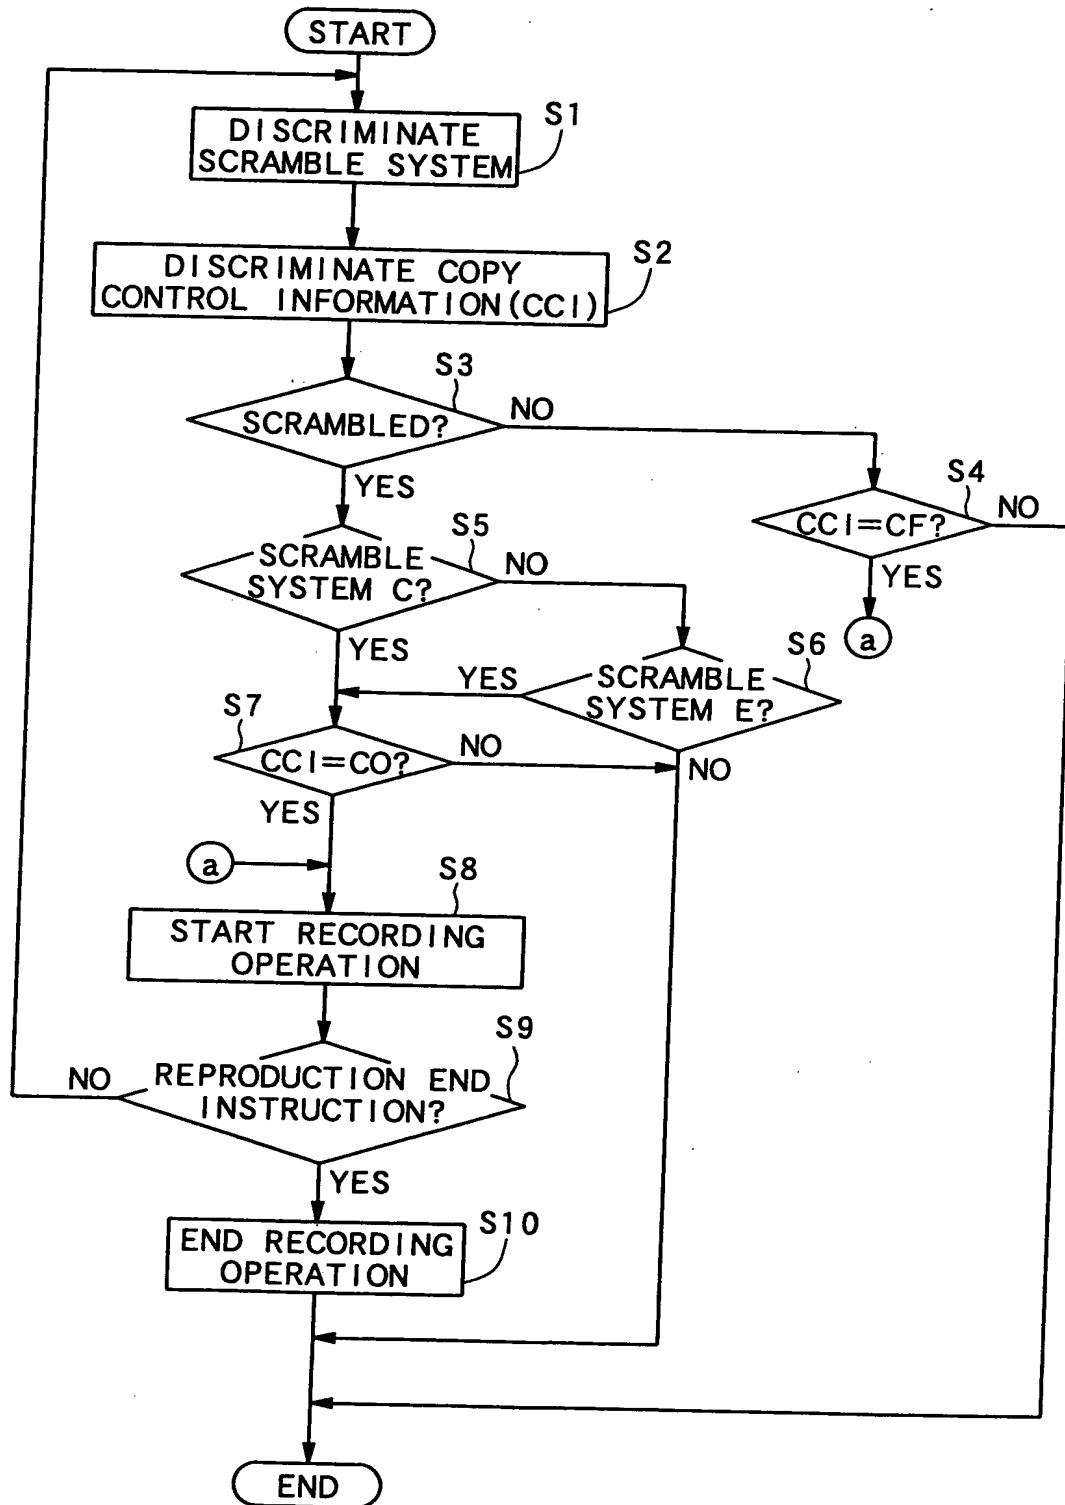 START
DISCRIMINATE
SCRAMBLE SYSTEM
S1
DISCRIMINATE COPY
CONTROL INFORMATION(CCI)
S2
SCRAMBLED?
S3
NO
YES
CCI=CF?
S4
NO
YES
a
SCRAMBLE
SYSTEM C?
S5
NO
YES
SCRAMBLE
SYSTEM E?
S6
YES
NO
CCI=CO?
S7
NO
YES
a
START RECORDING
OPERATION
S8
REPRODUCTION END
INSTRUCTION?
S9
NO
YES
END RECORDING
OPERATION
S10
END